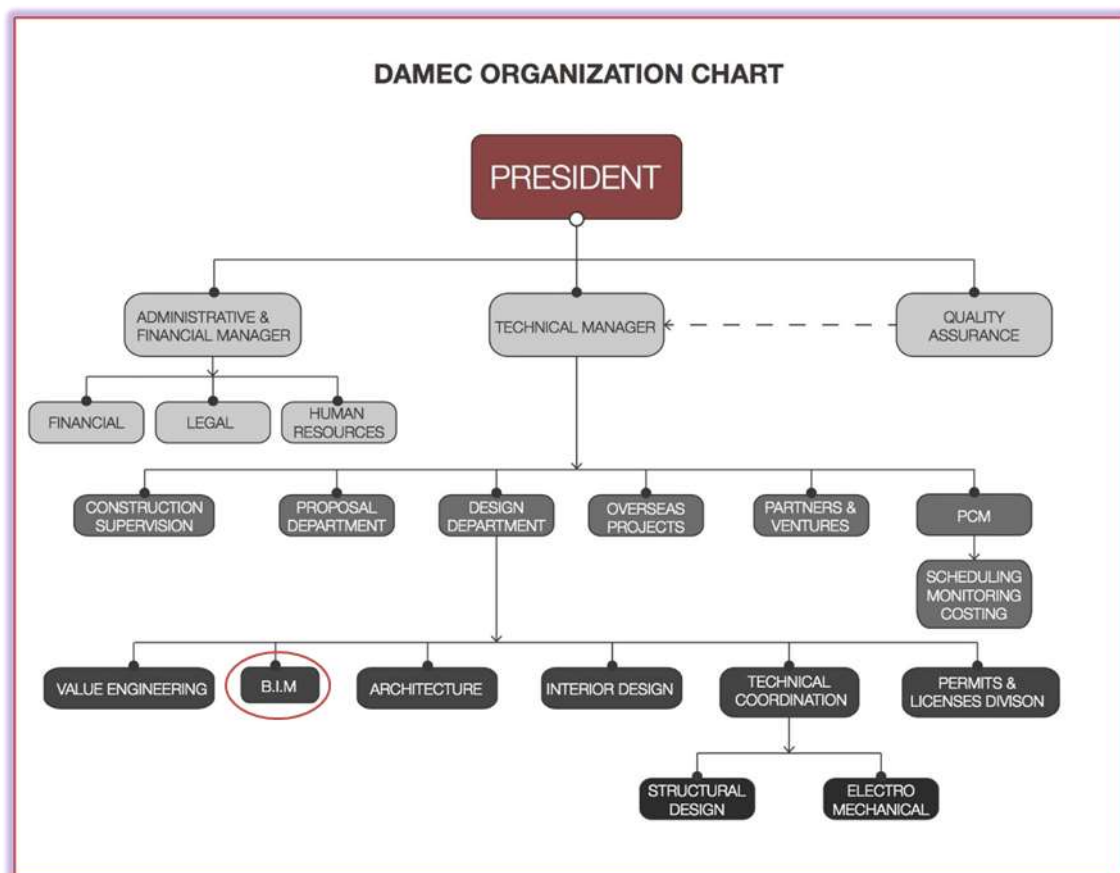 DAMEC ORGANIZATION CHART
PRESIDENT
ADMINISTRATIVE &
FINANCIAL MANAGER
TECHNICAL MANAGER
QUALITY
ASSURANCE
FINANCIAL
LEGAL
HUMAN
RESOURCES
CONSTRUCTION
SUPERVISION
PROPOSAL
DEPARTMENT
DESIGN
DEPARTMENT
OVERSEAS
PROJECTS
PARTNERS &
VENTURES
PCM
SCHEDULING
MONITORING
COSTING
VALUE ENGINEERING
B.I.M
ARCHITECTURE
INTERIOR DESIGN
TECHNICAL
COORDINATION
PERMITS &
LICENSES DIVISON
STRUCTURAL
DESIGN
ELECTRO
MECHANICAL